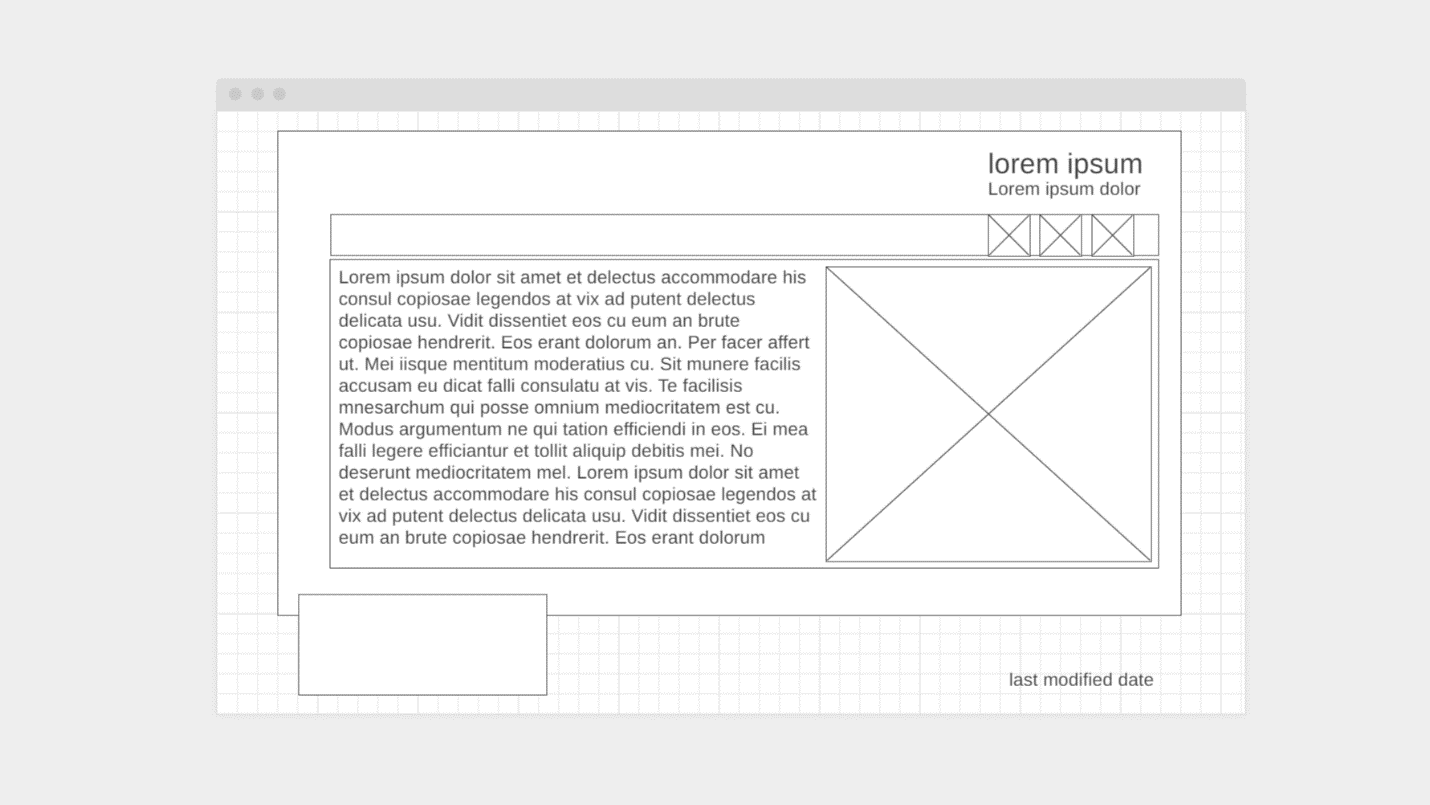 lorem ipsum
Lorem ipsum dolor
Lorem ipsum dolor sit amet et delectus accommodare his
consul copiosae legendos at vix ad putent delectus
delicata usu. Vidit dissentiet eos cu eum an brute
copiosae hendrerit. Eos erant dolorum an. Per facer affert
ut. Mei iisque mentitum moderatius cu. Sit munere facilis
accusam eu dicat falli consulatu at vis. Te facilisis
mnesarchum qui posse omnium mediocritatem est cu.
Modus argumentum ne qui tation efficiendi in eos. Ei mea
falli legere efficiantur et tollit aliquip debitis mei. No
deserunt mediocritatem mel. Lorem ipsum dolor sit amet
et delectus accommodare his consul copiosae legendos at
vix ad putent delectus delicata usu. Vidit dissentiet eos cu
eum an brute copiosae hendrerit. Eos erant dolorum
last modified date